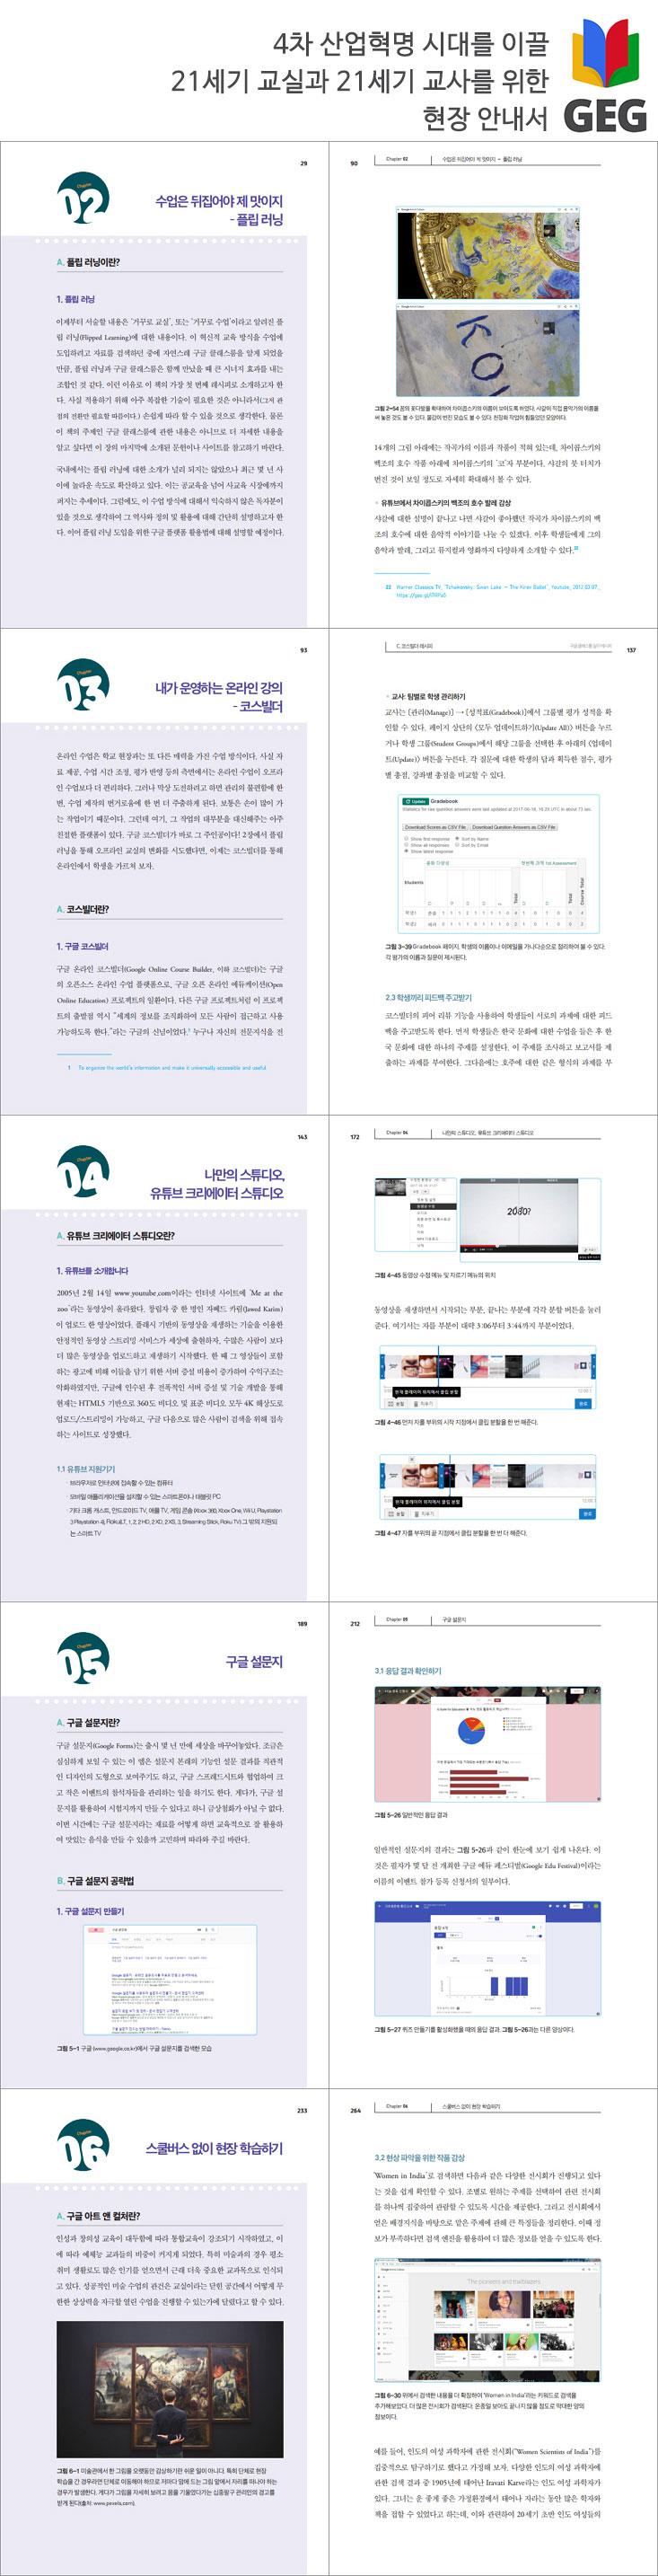 4차 산업혁명 시대를 이끌
21세기 교실과 21세기 교사를 위한
현장 안내서
GEG
29
Chapter
02
수업은 뒤집어야 제 맛이지
- 플립 러닝
A. 플립 러닝이란?
1. 플립 러닝
이제부터 서술할 내용은 '거꾸로 교실', 또는 '거꾸로 수업'이라고 알려진 플
립 러닝(Flipped Learning)에 대한 내용이다. 이 혁신적 교육 방식을 수업에
도입하려고 자료를 검색하던 중에 자연스레 구글 클래스룸을 알게 되었을
만큼, 플립 러닝과 구글 클래스룸은 함께 만났을 때 큰 시너지 효과를 내는
조합인 것 같다. 이런 이유로 이 책의 가장 첫 번째 레시피로 소개하고자 한
다. 사실 적용하기 위해 아주 복잡한 기술이 필요한 것은 아니라서(그저 관
점의 전환만 필요할 따름이다.) 손쉽게 따라 할 수 있을 것으로 생각한다. 물론
이 책의 주제인 구글 클래스룸에 관한 내용은 아니므로 더 자세한 내용을
알고 싶다면 이 장의 마지막에 소개된 문헌이나 사이트를 참고하기 바란다.
국내에서는 플립 러닝에 대한 소개가 널리 되지는 않았으나 최근 몇 년 사
이에 놀라운 속도로 확산하고 있다. 이는 공교육을 넘어 사교육 시장에까지
퍼지는 추세이다. 그럼에도, 이 수업 방식에 대해서 익숙하지 않은 독자분이
있을 것으로 생각하여 그 역사와 정의 및 활용에 대해 간단히 설명하고자 한
다. 이어 플립 러닝 도입을 위한 구글 플랫폼 활용법에 대해 설명할 예정이다.
90
Chapter 02
수업은 뒤집어야 제 맛이지 - 플립 러닝
그림 2-54 꿈의 꽃다발을 확대하여 차이콥스키의 이름이 보이도록 하였다. 샤갈이 직접 음악가의 이름을
써 놓은 것도 볼 수 있다. 물감이 번진 모습도 볼 수 있다. 천장화 작업이 힘들었던 모양이다.
14개의 그림 아래에는 작곡가의 이름과 작품이 적혀 있는데, 차이콥스키의
백조의 호수 작품 아래에 차이콥스키의 '코'자 부분이다. 샤갈의 붓 터치가
번진 것이 보일 정도로 자세히 확대해서 볼 수 있다.
• 유튜브에서 차이콥스키의 백조의 호수 발레 감상
샤갈에 대한 설명이 끝나고 나면 샤갈이 좋아했던 작곡가 차이콥스키의 백
조의 호수에 대한 음악적 이야기를 나눌 수 있겠다. 이후 학생들에게 그의
음악과 발레, 그리고 뮤지컬과 영화까지 다양하게 소개할 수 있다.22
22 Warner Classics TV, 'Tchaikovsky: Swan Lake - The Kirov Ballet', Youtube, 2012.03.07.,
93
Chapter
03
내가 운영하는 온라인 강의
- 코스빌더
온라인 수업은 학교 현장과는 또 다른 매력을 가진 수업 방식이다. 사실 자
료 제공, 수업 시간 조정, 평가 반영 등의 측면에서는 온라인 수업이 오프라
인 수업보다 더 편리하다. 그러나 막상 도전하려고 하면 관리의 불편함에 한
번, 수업 제작의 번거로움에 한 번 더 주춤하게 된다. 보통은 손이 많이 가
는 작업이기 때문이다. 그런데 여기, 그 작업의 대부분을 대신해주는 아주
친절한 플랫폼이 있다. 구글 코스빌더가 바로 그 주인공이다! 2장에서 플립
러닝을 통해 오프라인 교실의 변화를 시도했다면, 이제는 코스빌더를 통해
온라인에서 학생을 가르쳐 보자.
A. 코스빌더란?
1. 구글 코스빌더
구글 온라인 코스빌더(Google Online Course Builder, 이하 코스빌더)는 구글
의 오픈소스 온라인 수업 플랫폼으로, 구글 오픈 온라인 에듀케이션(Open
Online Education) 프로젝트의 일환이다. 다른 구글 프로젝트처럼 이 프로젝
트의 출발점 역시 "세계의 정보를 조직화하여 모든 사람이 접근하고 사용
가능하도록 한다."라는 구글의 신념이었다.1 누구나 자신의 전문지식을 전
1 To organize the world's information and make it universally accessible and useful
C. 코스빌더 레시피
137
• 교사: 팀별로 학생 관리하기
교사는 [관리(Manage)] → [성적표(Gradebook)]에서 그룹별 평가 성적을 확
인할 수 있다. 페이지 상단의 《모두 업데이트하기(Update All)》 버튼을 누르
거나 학생 그룹(Student Groups)에서 해당 그룹을 선택한 후 아래의 《업데이
트(Update)》 버튼을 누른다. 각 질문에 대한 학생의 답과 획득한 점수, 평가
별 총점, 강좌별 총점을 비교할 수 있다.
Update Gradebook
Download Scores as CSV File Download Question Answers as CSV File
Show first response Sort by Name
Show all responses Sort by Email
Show latest response
Students
Total
Total
Course Total
그림 3-39 Gradebook 페이지. 학생의 이름이나 이메일을 가나다순으로 정리하여 볼 수 있다.
각 평가의 이름과 질문이 제시된다.
2.3 학생끼리 피드백 주고받기
코스빌더의 피어 리뷰 기능을 사용하여 학생들이 서로의 과제에 대한 피드
백을 주고받도록 한다. 먼저 학생들은 한국 문화에 대한 수업을 들은 후 한
국 문화에 대한 하나의 주제를 설정한다. 이 주제를 조사하고 보고서를 제
출하는 과제를 부여한다. 그다음에는 호주에 대한 같은 형식의 과제를 부
143
Chapter
04
나만의 스튜디오,
유튜브 크리에이터 스튜디오
A. 유튜브 크리에이터 스튜디오란?
1. 유튜브를 소개합니다
2005년 2월 14일 www.youtube.com이라는 인터넷 사이트에 'Me at the
zoo'라는 동영상이 올라왔다. 창립자 중 한 명인 자베드 카림(Jawed Karim)
이 업로드 한 영상이었다. 플래시 기반의 동영상을 재생하는 기술을 이용한
안정적인 동영상 스트리밍 서비스가 세상에 출현하자, 수많은 사람이 보다
더 많은 동영상을 업로드하고 재생하기 시작했다. 한 때 그 영상들이 포함
하는 광고에 비해 이들을 담기 위한 서버 증설 비용이 증가하여 수익구조는
악화하였지만, 구글에 인수된 후 전폭적인 서버 증설 및 기술 개발을 통해
현재는 HTML5 기반으로 360도 비디오 및 표준 비디오 모두 4K 해상도로
업로드/스트리밍이 가능하고, 구글 다음으로 많은 사람이 검색을 위해 접속
하는 사이트로 성장했다.
1.1 유튜브 지원기기
· 브라우저로 인터넷에 접속할 수 있는 컴퓨터
· 모바일 애플리케이션을 설치할 수 있는 스마트폰이나 태블릿 PC
는 스마트 TV
172
Chapter 04
나만의 스튜디오, 유튜브 크리에이터 스튜디오
그림 4-45 동영상 수정 메뉴 및 자르기 메뉴의 위치
동영상을 재생하면서 시작되는 부분, 끝나는 부분에 각각 분할 버튼을 눌러
준다. 여기서는 자를 부분이 대략 3:06부터 3:44까지 부분이었다.
현재 플레이어 위치에서 클립 분할
분할 지우기
완료
그림 4-46 먼저 자를 부위의 시작 지점에서 클립 분할을 한 번 해준다.
현재 플레이어 위치에서 클립 분할
분할 지우기
완료
그림 4-47 자를 부위의 끝 지점에서 클립 분할을 한 번 더 해준다.
189
Chapter
05
구글 설문지
A. 구글 설문지란?
구글 설문지(Google Forms)는 출시 몇 년 만에 세상을 바꾸어놓았다. 조금은
심심하게 보일 수 있는 이 앱은 설문지 본래의 기능인 설문 결과를 직관적
인 디자인의 도형으로 보여주기도 하고, 구글 스프레드시트와 협업하여 크
고 작은 이벤트의 참석자들을 관리하는 일을 하기도 한다. 게다가, 구글 설
문지를 활용하여 시험지까지 만들 수 있다고 하니 금상첨화가 아닐 수 없다.
이번 시간에는 구글 설문지라는 재료를 어떻게 하면 교육적으로 잘 활용하
여 맛있는 음식을 만들 수 있을까 고민하며 따라와 주길 바란다.
B. 구글 설문지 공략법
1. 구글 설문지 만들기
그림 5-1 구글 (www.google.co.kr)에서 구글 설문지를 검색한 모습
212
Chapter 05
구글 설문지
3.1 응답 결과 확인하기
그림 5-26 일반적인 응답 결과
일반적인 설문지의 결과는 그림 5-26과 같이 한눈에 보기 쉽게 나온다. 이
것은 필자가 몇 달 전 개최한 구글 에듀 페스티벌(Google Edu Festival)이라는
이름의 이벤트 참가 등록 신청서의 일부이다.
그림 5-27 퀴즈 만들기를 활성화했을 때의 응답 결과. 그림 5-26과는 다른 양상이다.
233
Chapter
06
스쿨버스 없이 현장 학습하기
A. 구글 아트 앤 컬처란?
인성과 창의성 교육이 대두함에 따라 통합교육이 강조되기 시작하였고, 이
에 따라 예체능 교과들의 비중이 커지게 되었다. 특히 미술과의 경우 평소
취미 생활로도 많은 인기를 얻으면서 근래 더욱 중요한 교과목으로 인식되
고 있다. 성공적인 미술 수업의 관건은 교실이라는 닫힌 공간에서 어떻게 무
한한 상상력을 자극할 열린 수업을 진행할 수 있는가에 달렸다고 할 수 있다.
그림 6-1 미술관에서 한 그림을 오랫동안 감상하기란 쉬운 일이 아니다. 특히 단체로 현장
학습을 간 경우라면 단체로 이동해야 하므로 저마다 맘에 드는 그림 앞에서 자리를 떠나야 하는
경우가 발생한다. 게다가 그림을 자세히 보려고 몸을 기울였다가는 십중팔구 관리인의 경고를
받게 된다(출처: www.pexels.com).
264
Chapter 06
스쿨버스 없이 현장 학습하기
3.2 현상 파악을 위한 작품 감상
'Women in India'로 검색하면 다음과 같은 다양한 전시회가 진행되고 있다
는 것을 쉽게 확인할 수 있다. 조별로 원하는 주제를 선택하여 관련 전시회
를 하나씩 집중하여 관람할 수 있도록 시간을 제공한다. 그리고 전시회에서
얻은 배경지식을 바탕으로 맡은 주제에 관해 큰 특징들을 정리한다. 이때 정
보가 부족하다면 검색 엔진을 활용하여 더 많은 정보를 얻을 수 있도록 한다.
The pioneers and trailblazers
그림 6-30 뒤에서 검색한 내용을 더 확장하여 'Women in India'라는 키워드로 검색을
추가해보았다. 더 많은 전시회가 검색된다. 온종일 보아도 끝나지 않을 정도로 막대한 양의
정보이다.
예를 들어, 인도의 여성 과학자에 관한 전시회("Women Scientists of India")를
집중적으로 탐구하기로 했다고 가정해 보자. 다양한 인도의 여성 과학자에
관한 검색 결과 중 1905년에 태어난 Iravati Karve라는 인도 여성 과학자가
있다. 그녀는 운 좋게 좋은 가정환경에서 태어나 자라는 동안 많은 학자와
책을 접할 수 있었다고 하는데, 이와 관련하여 20세기 초반 인도 여성들의